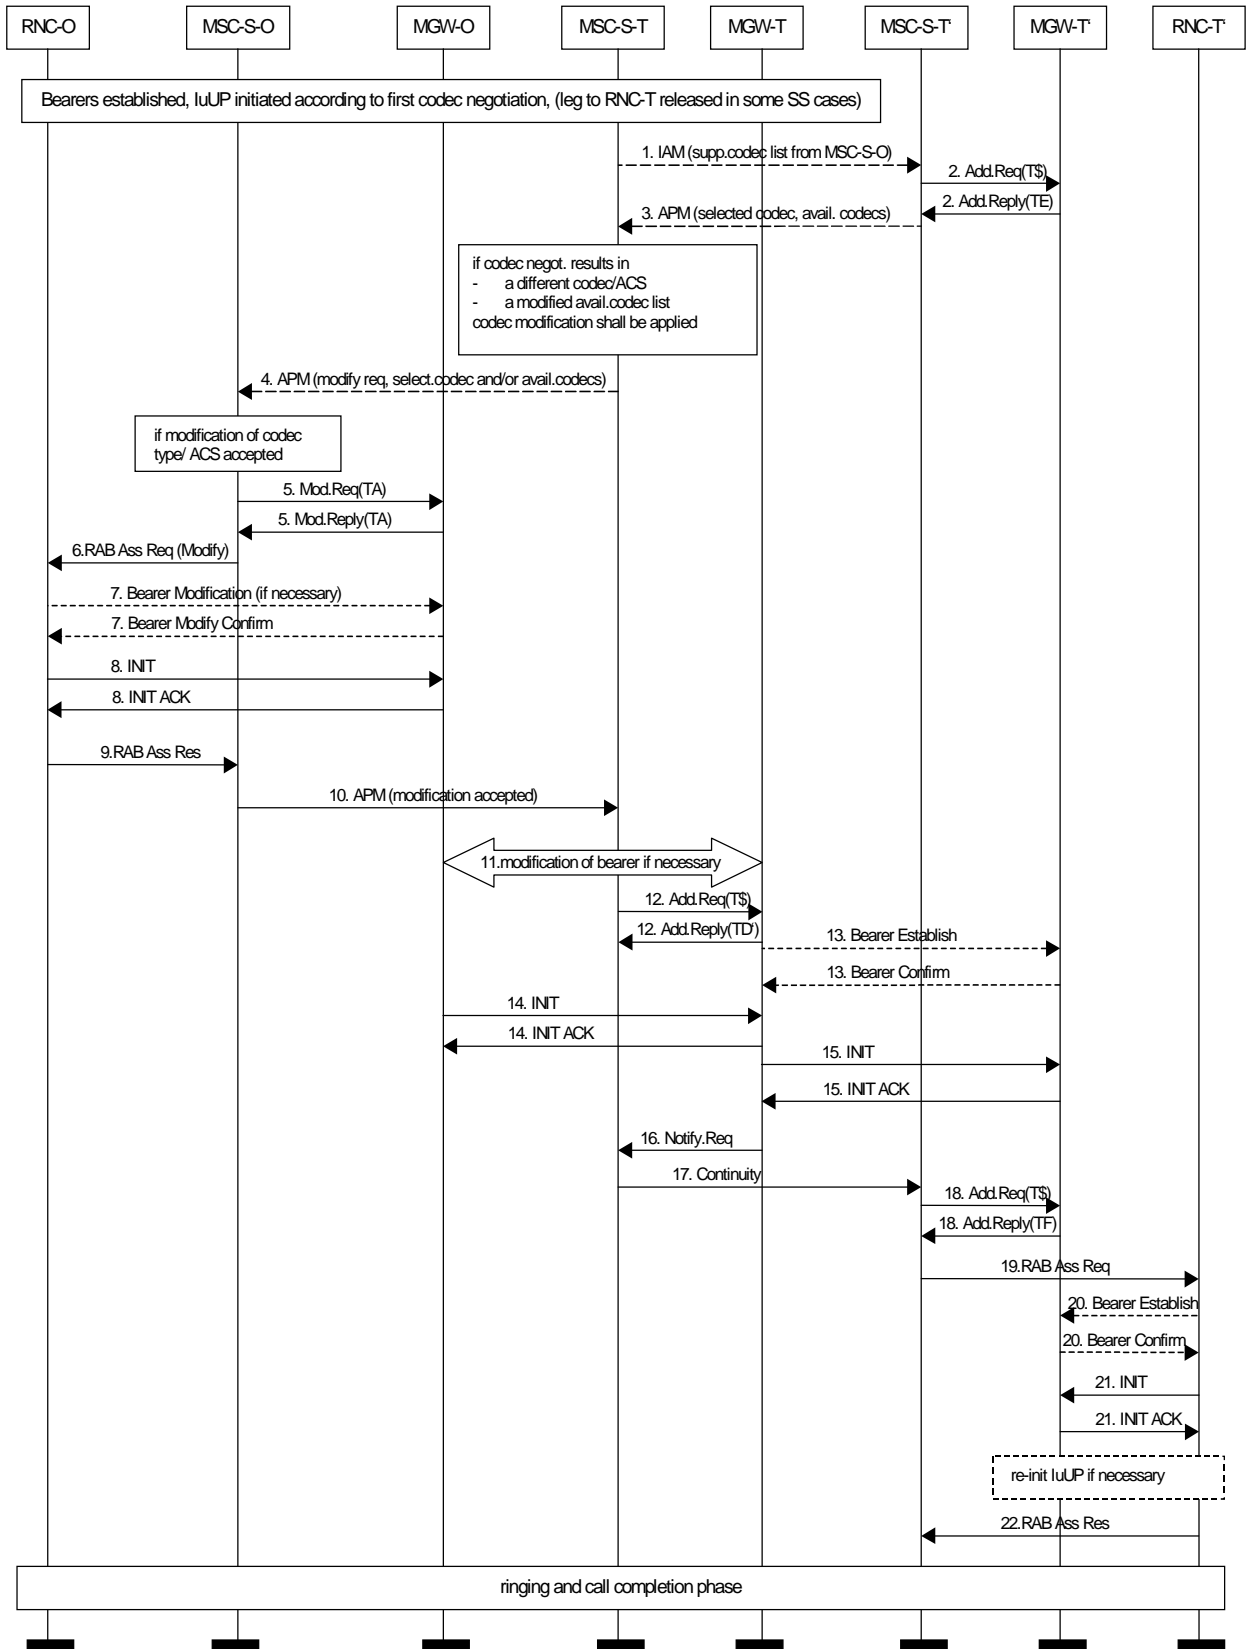 RNC-O MSC-S-O MGW-O MSC-S-T MGW-T MSC-S-T‘ MGW-T‘ RNC-T‘
Bearers established, IuUP initiated according to first codec negotiation, (leg to RNC-T released in some SS cases)
1. IAM (supp.codec list from MSC-S-O)
2. Add.Req(T$)
2. Add.Reply(TE)
3. APM (selected codec, avail. codecs)
if codec negot. results in
- a different codec/ACS
- a modified avail.codec list
codec modification shall be applied
4. APM (modify req, select.codec and/or avail.codecs)
if modification of codec
type/ ACS accepted
5. Mod.Req(TA)
5. Mod.Reply(TA)
6.RAB Ass Req (Modify)
7. Bearer Modification (if necessary)
7. Bearer Modify Confirm
8. INIT
8. INIT ACK
9.RAB Ass Res
10. APM (modification accepted)
11.modification of bearer if necessary
12. Add.Req(T$)
12. Add.Reply(TD‘)
13. Bearer Establish
13. Bearer Confirm
14. INIT
14. INIT ACK
15. INIT
15. INIT ACK
16. Notify.Req
17. Continuity
18. Add.Req(T$)
18. Add.Reply(TF)
19.RAB Ass Req
20. Bearer Establish
20. Bearer Confirm
21. INIT
21. INIT ACK
re-init IuUP if necessary
22.RAB Ass Res
ringing and call completion phase